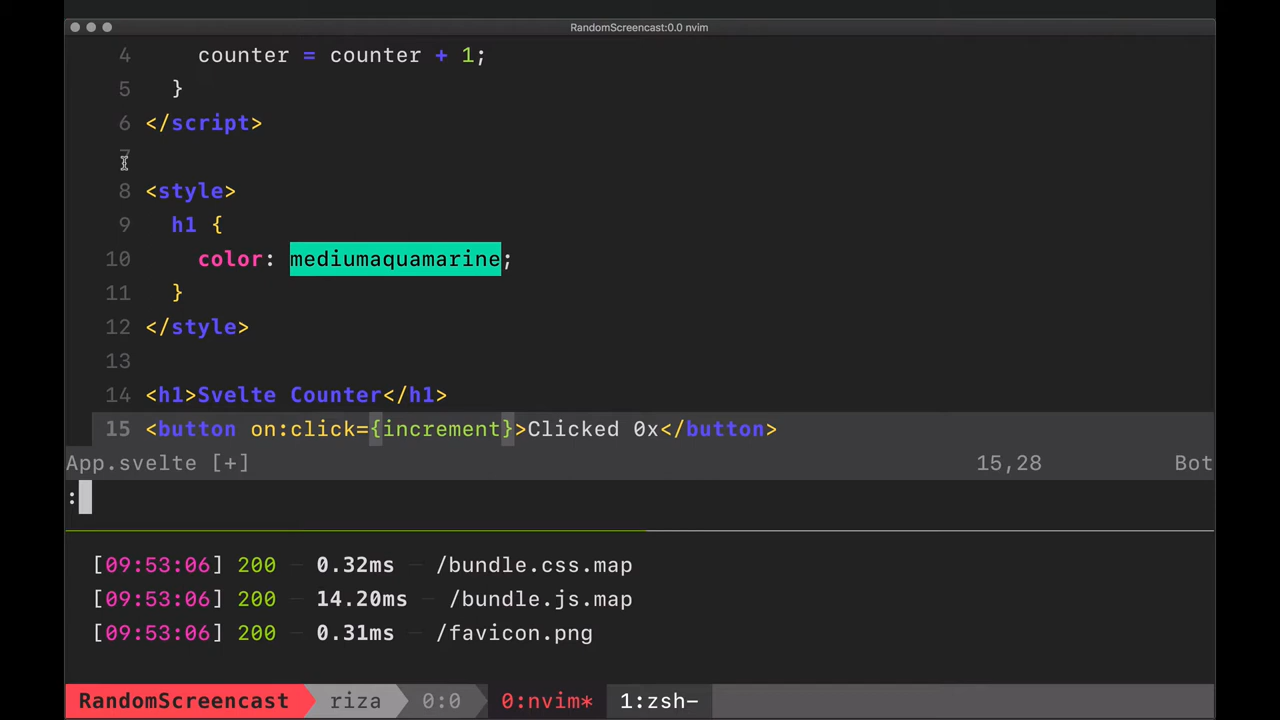 RandomScreencast:0.0 nvim
4 counter = counter + 1;
5 }
6 </script>
7
8 <style>
9 h1 {
10 color: mediumaquamarine;
11 }
12 </style>
13
14 <h1>Svelte Counter</h1>
15 <button on:click={increment}>Clicked 0x</button>
App.svelte [+] 15,28 Bot
:
[09:53:06] 200 — 0.32ms — /bundle.css.map
[09:53:06] 200 — 14.20ms — /bundle.js.map
[09:53:06] 200 — 0.31ms — /favicon.png
RandomScreencast riza 0:0 0:nvim* 1:zsh-